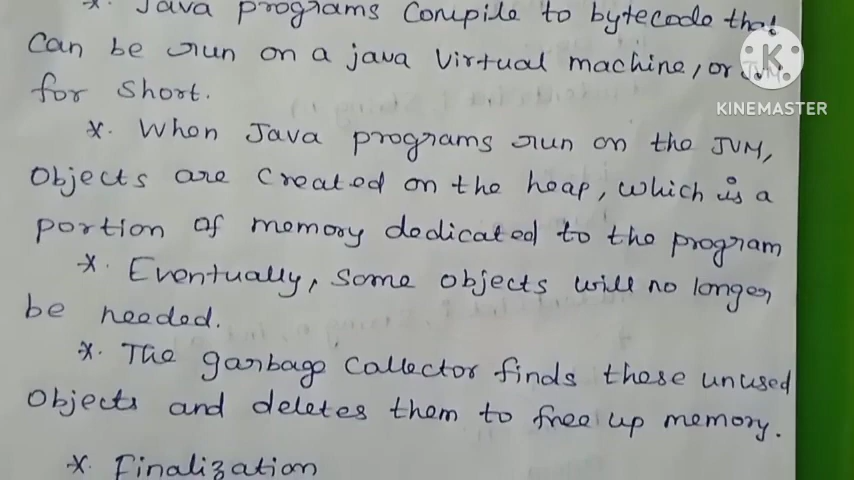 *. Java programs compile to bytecode that
can be run on a java virtual machine, or JVM
for short.
*. When Java programs run on the JVM,
objects are created on the heap, which is a
portion of memory dedicated to the program
*. Eventually, some objects will no longer
be needed.
*. The garbage collector finds these unused
objects and deletes them to free up memory.
*. Finalization
K
KINEMASTER